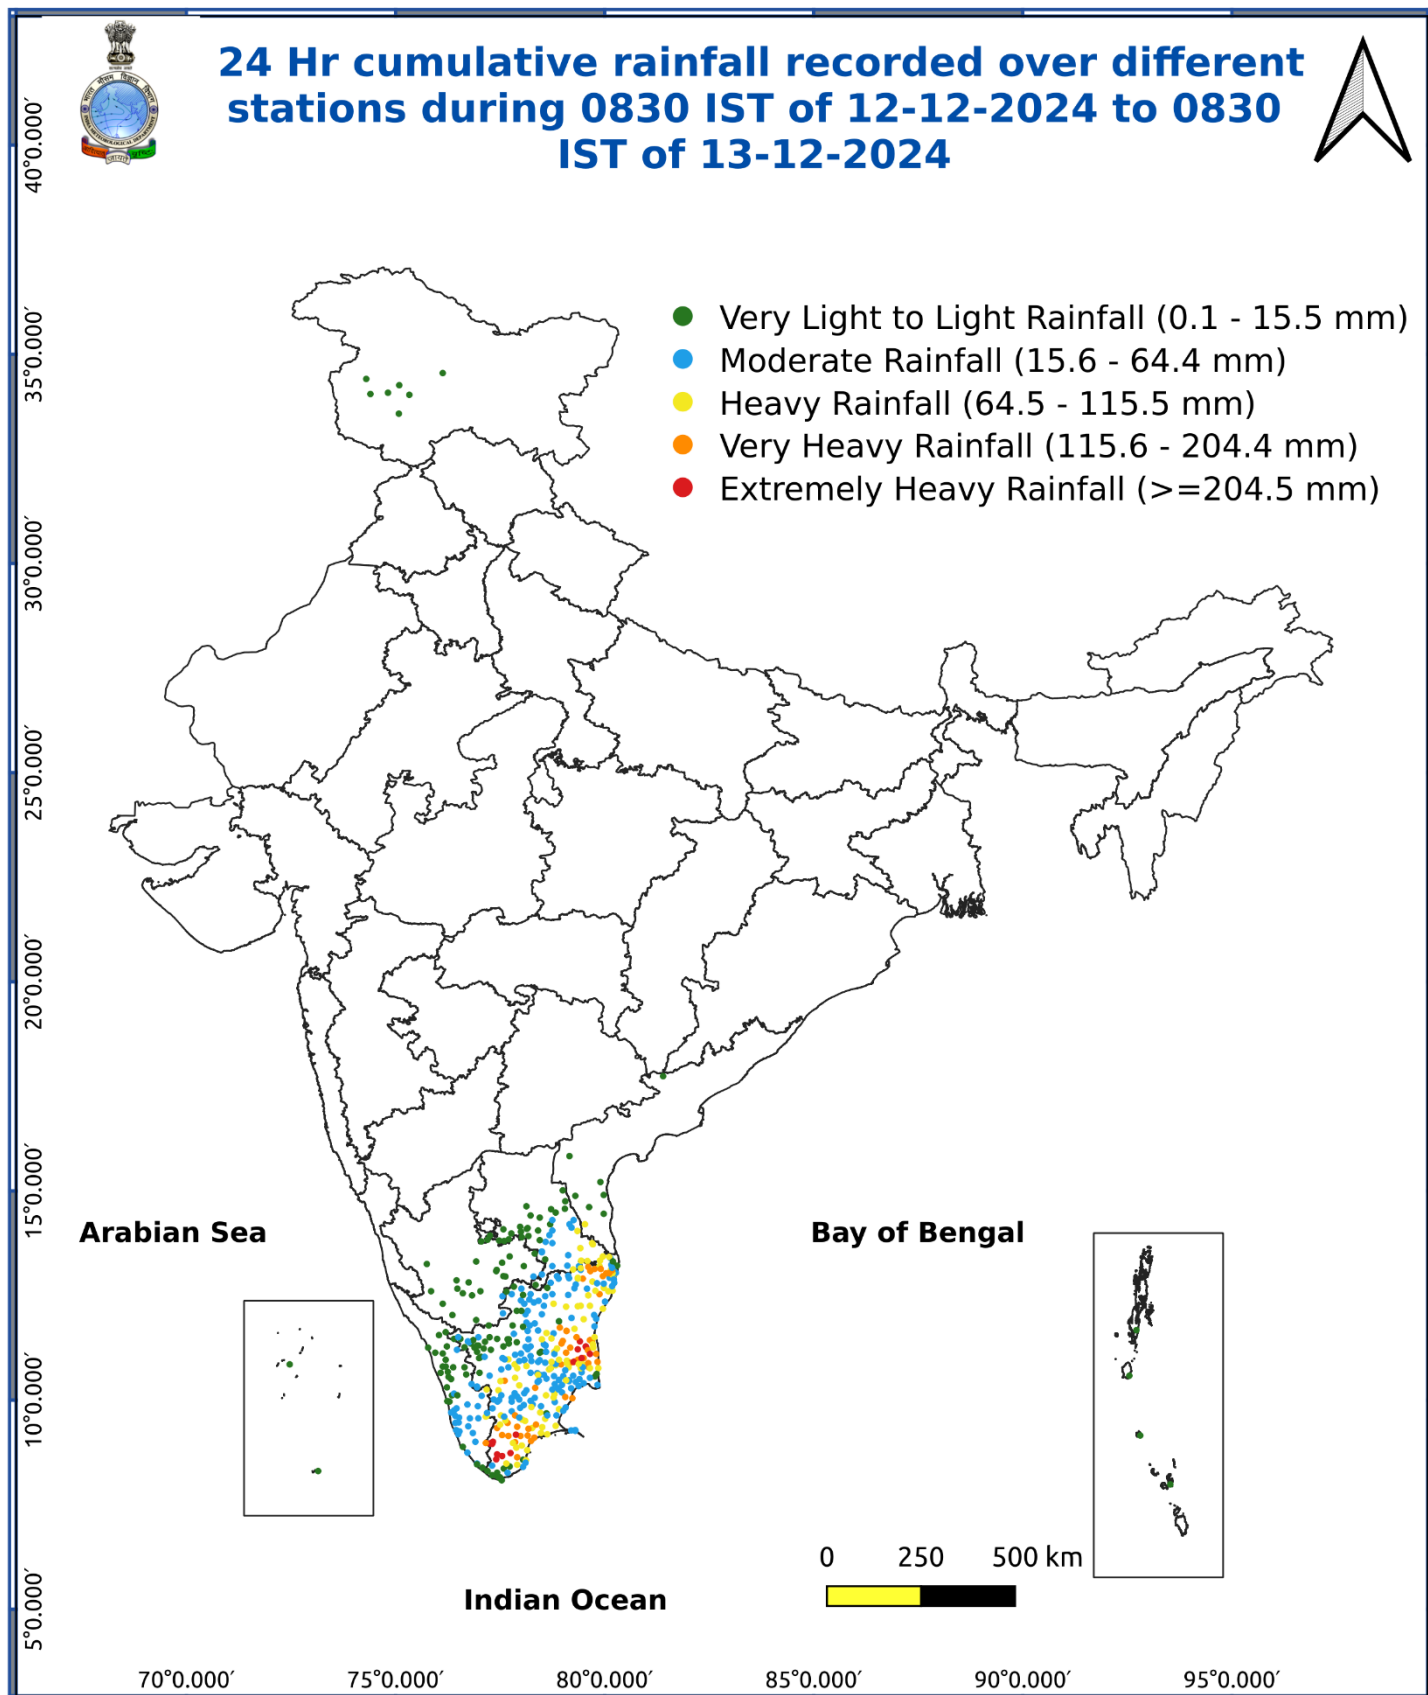 24 Hr cumulative rainfall recorded over different
stations during 0830 IST of 12-12-2024 to 0830
IST of 13-12-2024
Very Light to Light Rainfall (0.1 - 15.5 mm)
Moderate Rainfall (15.6 - 64.4 mm)
Heavy Rainfall (64.5 - 115.5 mm)
Very Heavy Rainfall (115.6 - 204.4 mm)
Extremely Heavy Rainfall (>=204.5 mm)
40°0.000′
35°0.000′
30°0.000′
25°0.000′
20°0.000′
15°0.000′
10°0.000′
5°0.000′
Arabian Sea
Bay of Bengal
Indian Ocean
0 250 500 km
70°0.000′ 75°0.000′ 80°0.000′ 85°0.000′ 90°0.000′ 95°0.000′